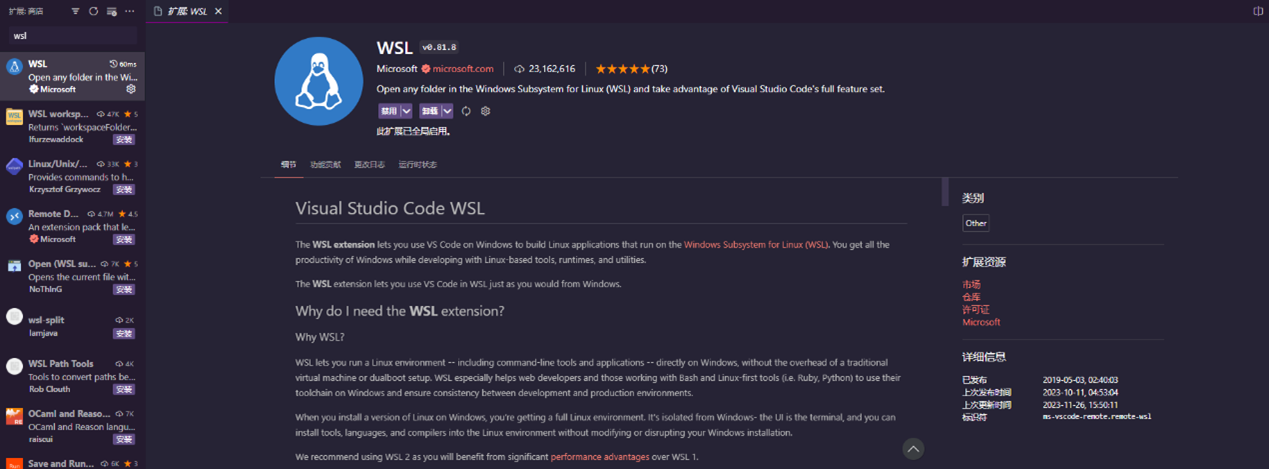 扩展: 商店
wsl
WSL 60ms
Open any folder in the Wi...
Microsoft
WSL worksp... 47K 5
Returns `workspaceFolder...
lfurzewaddock 安装
Linux/Unix/... 33K 3
Provides commands to h...
Krzysztof Grzywocz 安装
Remote D... 4.7M 4.5
An extension pack that le...
Microsoft 安装
Open (WSL su... 7K 5
Opens the current file wit...
NoThInG 安装
wsl-split 2K
lamjava 安装
WSL Path Tools 4K
Tools to convert paths be...
Rob Clouth 安装
OCaml and Reaso... 7K
OCaml and Reason langu...
raiscui 安装
Save and Run... 6K 3
扩展: WSL
WSL v0.81.8
Microsoft microsoft.com 23,162,616 (73)
Open any folder in the Windows Subsystem for Linux (WSL) and take advantage of Visual Studio Code's full feature set.
禁用 卸载
此扩展已全局启用。
细节 功能贡献 更改日志 运行时状态
Visual Studio Code WSL
The WSL extension lets you use VS Code on Windows to build Linux applications that run on the Windows Subsystem for Linux (WSL). You get all the
productivity of Windows while developing with Linux-based tools, runtimes, and utilities.
The WSL extension lets you use VS Code in WSL just as you would from Windows.
Why do I need the WSL extension?
Why WSL?
WSL lets you run a Linux environment -- including command-line tools and applications -- directly on Windows, without the overhead of a traditional
virtual machine or dualboot setup. WSL especially helps web developers and those working with Bash and Linux-first tools (i.e. Ruby, Python) to use their
toolchain on Windows and ensure consistency between development and production environments.
When you install a version of Linux on Windows, you're getting a full Linux environment. It's isolated from Windows- the UI is the terminal, and you can
install tools, languages, and compilers into the Linux environment without modifying or disrupting your Windows installation.
We recommend using WSL 2 as you will benefit from significant performance advantages over WSL 1.
类别
Other
扩展资源
市场
仓库
许可证
Microsoft
详细信息
已发布 2019-05-03, 02:40:03
上次发布时间 2023-10-11, 04:53:04
上次更新时间 2023-11-26, 15:50:11
标识符 ms-vscode-remote.remote-wsl